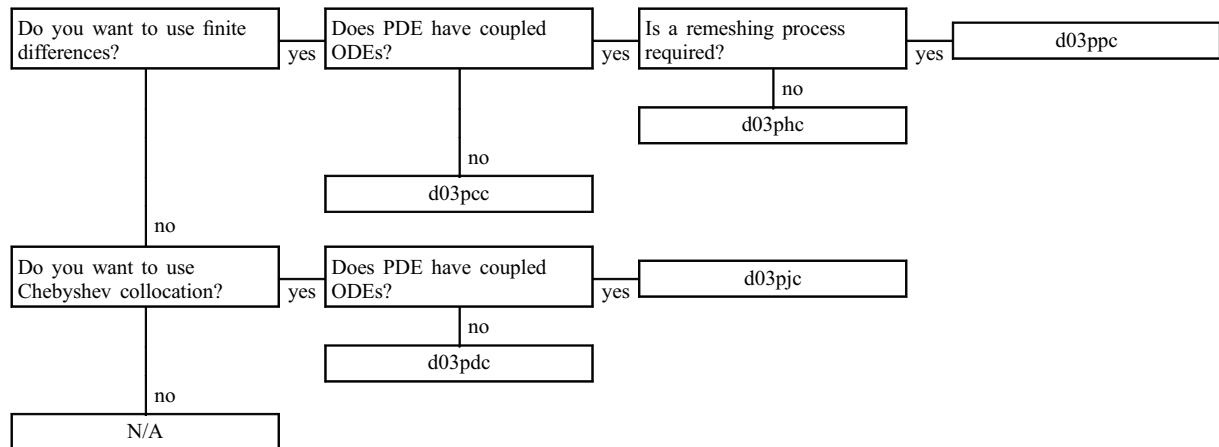 Do you want to use finite
differences?
yes
Does PDE have coupled
ODEs?
yes
Is a remeshing process
required?
yes
d03ppc
no
d03phc
no
d03pcc
no
Do you want to use
Chebyshev collocation?
yes
Does PDE have coupled
ODEs?
yes
d03pjc
no
d03pdc
no
N/A